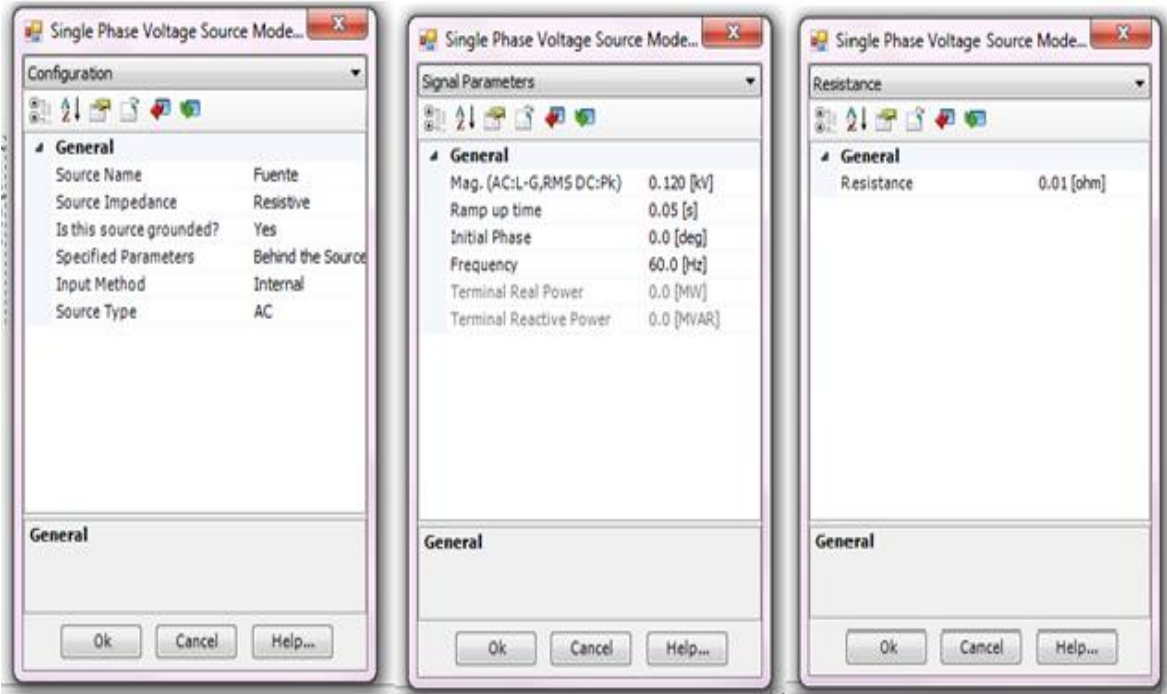 Single Phase Voltage Source Mode...
Configuration
General
Source Name Fuente
Source Impedance Resistive
Is this source grounded? Yes
Specified Parameters Behind the Source
Input Method Internal
Source Type AC
General
Ok Cancel Help...
Single Phase Voltage Source Mode...
Signal Parameters
General
Mag. (AC:L-G,RMS DC:Pk) 0.120 [kV]
Ramp up time 0.05 [s]
Initial Phase 0.0 [deg]
Frequency 60.0 [Hz]
Terminal Real Power 0.0 [MW]
Terminal Reactive Power 0.0 [MVAR]
General
Ok Cancel Help...
Single Phase Voltage Source Mode...
Resistance
General
Resistance 0.01 [ohm]
General
Ok Cancel Help...